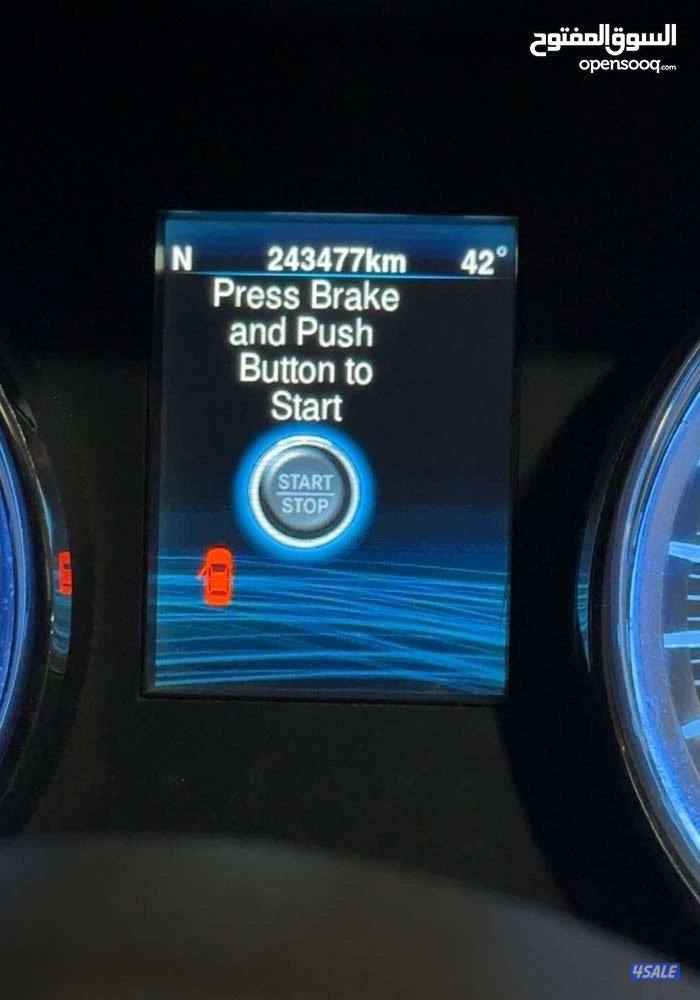 السوق المفتوح
opensooq.com
N 243477km 42°
Press Brake
and Push
Button to
Start
START
STOP
4SALE